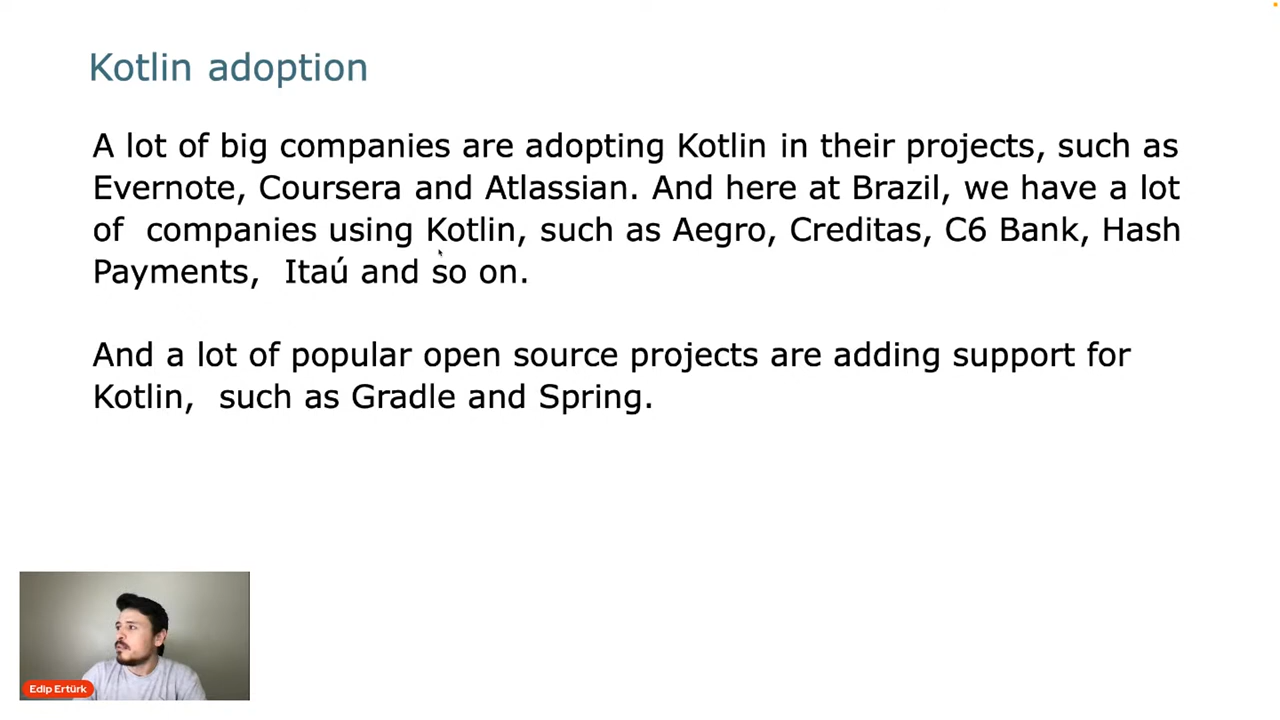 Kotlin adoption
A lot of big companies are adopting Kotlin in their projects, such as
Evernote, Coursera and Atlassian. And here at Brazil, we have a lot
of companies using Kotlin, such as Aegro, Creditas, C6 Bank, Hash
Payments, Itaú and so on.
And a lot of popular open source projects are adding support for
Kotlin, such as Gradle and Spring.
Edip Ertürk